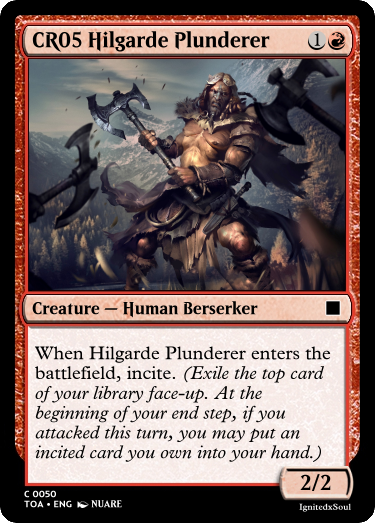 CR05 Hilgarde Plunderer 1
Creature — Human Berserker
When Hilgarde Plunderer enters the
battlefield, incite. (Exile the top card
of your library face-up. At the
beginning of your end step, if you
attacked this turn, you may put an
incited card you own into your hand.)
2/2
C 0050
TOA • ENG NUARE
IgnitedxSoul